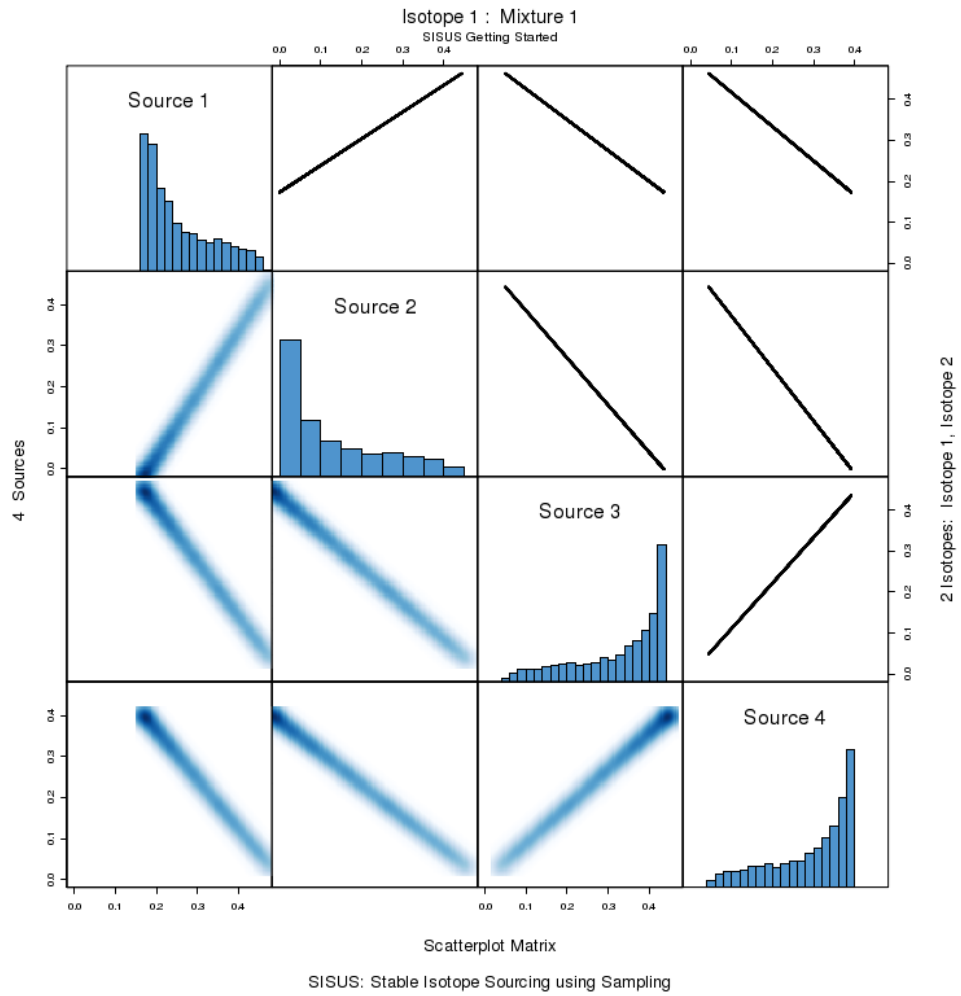 Isotope 1 : Mixture 1
SISUS Getting Started
0.0 0.1 0.2 0.3 0.4
0.0 0.1 0.2 0.3 0.4
Source 1
0.4
0.3
0.2
0.1
0.0
0.4
0.3
0.2
0.1
0.0
Source 2
4 Sources
2 Isotopes: Isotope 1, Isotope 2
Source 3
0.4
0.3
0.2
0.1
0.0
0.4
0.3
0.2
0.1
0.0
Source 4
0.0 0.1 0.2 0.3 0.4
0.0 0.1 0.2 0.3 0.4
Scatterplot Matrix
SISUS: Stable Isotope Sourcing using Sampling